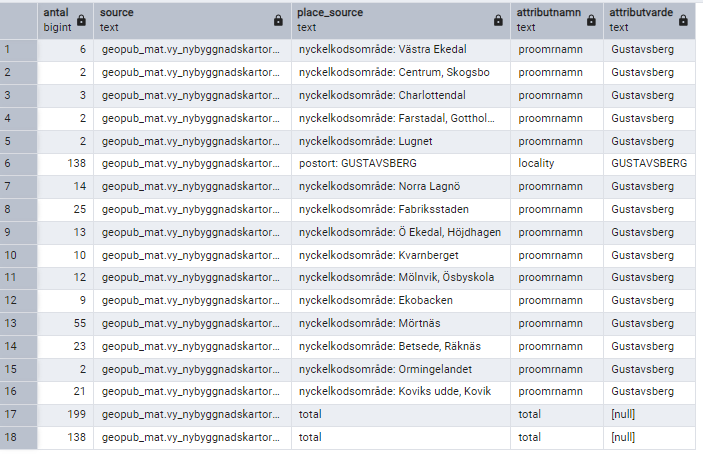 antal source place_source attributnamn attributvarde
bigint text text text text
1 6 geopub_mat.vy_nybyggnadskartor... nyckelkodsområde: Västra Ekedal proomrnamn Gustavsberg
2 2 geopub_mat.vy_nybyggnadskartor... nyckelkodsområde: Centrum, Skogsbo proomrnamn Gustavsberg
3 3 geopub_mat.vy_nybyggnadskartor... nyckelkodsområde: Charlottendal proomrnamn Gustavsberg
4 2 geopub_mat.vy_nybyggnadskartor... nyckelkodsområde: Farstadal, Gotthol... proomrnamn Gustavsberg
5 2 geopub_mat.vy_nybyggnadskartor... nyckelkodsområde: Lugnet proomrnamn Gustavsberg
6 138 geopub_mat.vy_nybyggnadskartor... postort: GUSTAVSBERG locality GUSTAVSBERG
7 14 geopub_mat.vy_nybyggnadskartor... nyckelkodsområde: Norra Lagnö proomrnamn Gustavsberg
8 25 geopub_mat.vy_nybyggnadskartor... nyckelkodsområde: Fabriksstaden proomrnamn Gustavsberg
9 13 geopub_mat.vy_nybyggnadskartor... nyckelkodsområde: Ö Ekedal, Höjdhagen proomrnamn Gustavsberg
10 10 geopub_mat.vy_nybyggnadskartor... nyckelkodsområde: Kvarnberget proomrnamn Gustavsberg
11 12 geopub_mat.vy_nybyggnadskartor... nyckelkodsområde: Mölnvik, Ösbyskola proomrnamn Gustavsberg
12 9 geopub_mat.vy_nybyggnadskartor... nyckelkodsområde: Ekobacken proomrnamn Gustavsberg
13 55 geopub_mat.vy_nybyggnadskartor... nyckelkodsområde: Mörtnäs proomrnamn Gustavsberg
14 23 geopub_mat.vy_nybyggnadskartor... nyckelkodsområde: Betsede, Räknäs proomrnamn Gustavsberg
15 2 geopub_mat.vy_nybyggnadskartor... nyckelkodsområde: Ormingelandet proomrnamn Gustavsberg
16 21 geopub_mat.vy_nybyggnadskartor... nyckelkodsområde: Koviks udde, Kovik proomrnamn Gustavsberg
17 199 geopub_mat.vy_nybyggnadskartor... total total [null]
18 138 geopub_mat.vy_nybyggnadskartor... total total [null]